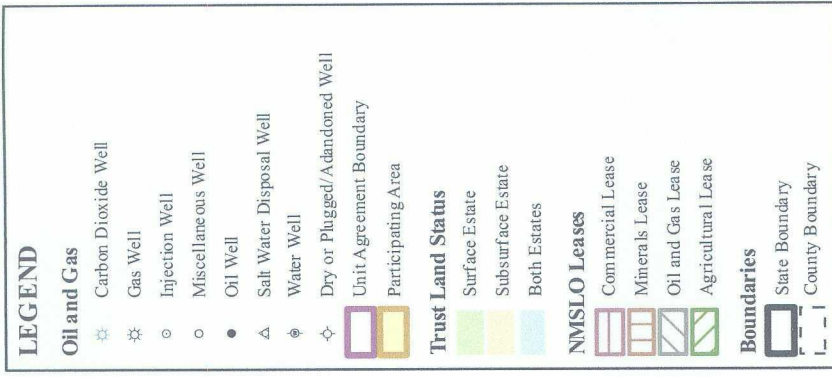 LEGEND
Oil and Gas
Carbon Dioxide Well
Gas Well
Injection Well
Miscellaneous Well
Oil Well
Salt Water Disposal Well
Water Well
Dry or Plugged/Adandoned Well
Unit Agreement Boundary
Participating Area
Trust Land Status
Surface Estate
Subsurface Estate
Both Estates
NMSLO Leases
Commercial Lease
Minerals Lease
Oil and Gas Lease
Agricultural Lease
Boundaries
State Boundary
County Boundary